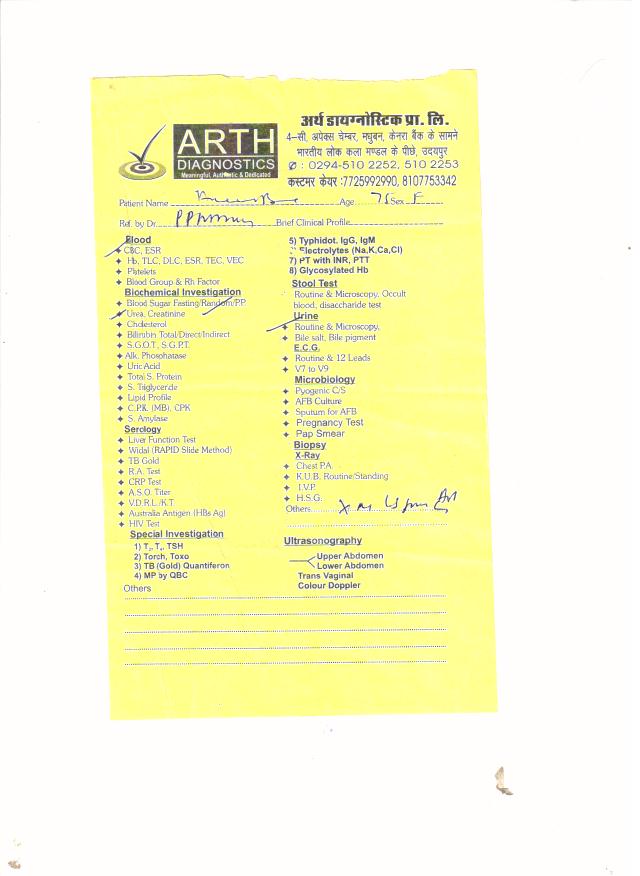 अर्थ डायग्नोस्टिक प्रा. लि.
ARTH
DIAGNOSTICS
Meaningful, Authentic & Dedicated
4-सी, अपेक्स चेम्बर, मधुबन, केनरा बैंक के सामने
भारतीय लोक कला मण्डल के पीछे, उदयपुर
✆ : 0294-510 2252, 510 2253
कस्टमर केयर :7725992990, 8107753342
Patient Name Age 75 Sex F
Ref. by Dr. Brief Clinical Profile
Blood
CBC, ESR
Hb, TLC, DLC, ESR, TEC, VEC
Platelets
Blood Group & Rh Factor
Biochemical Investigation
Blood Sugar Fasting/Random/P.P.
Urea, Creatinine
Cholesterol
Bilirubin Total/Direct/Indirect
S.G.O.T., S.G.P.T.
Alk. Phosphatase
Uric Acid
Total S. Protein
S. Triglyceride
Lipid Profile
C.P.K. (MB), CPK
S. Amylase
Serology
Liver Function Test
Widal (RAPID Slide Method)
TB Gold
R.A. Test
CRP Test
A.S.O. Titer
V.D.R.L./K.T.
Australia Antigen (HBs Ag)
HIV Test
Special Investigation
1) T3, T4, TSH
2) Torch, Toxo
3) TB (Gold) Quantiferon
4) MP by QBC
Others
5) Typhidot. IgG, IgM
Electrolytes (Na,K,Ca,Cl)
7) PT with INR, PTT
8) Glycosylated Hb
Stool Test
Routine & Microscopy, Occult
blood, disaccharide test
Urine
Routine & Microscopy,
Bile salt, Bile pigment
E.C.G.
Routine & 12 Leads
V7 to V9
Microbiology
Pyogenic C/S
AFB Culture
Sputum for AFB
Pregnancy Test
Pap Smear
Biopsy
X-Ray
Chest P.A.
K.U.B. Routine/Standing
I.V.P.
H.S.G.
Others
Ultrasonography
Upper Abdomen
Lower Abdomen
Trans Vaginal
Colour Doppler